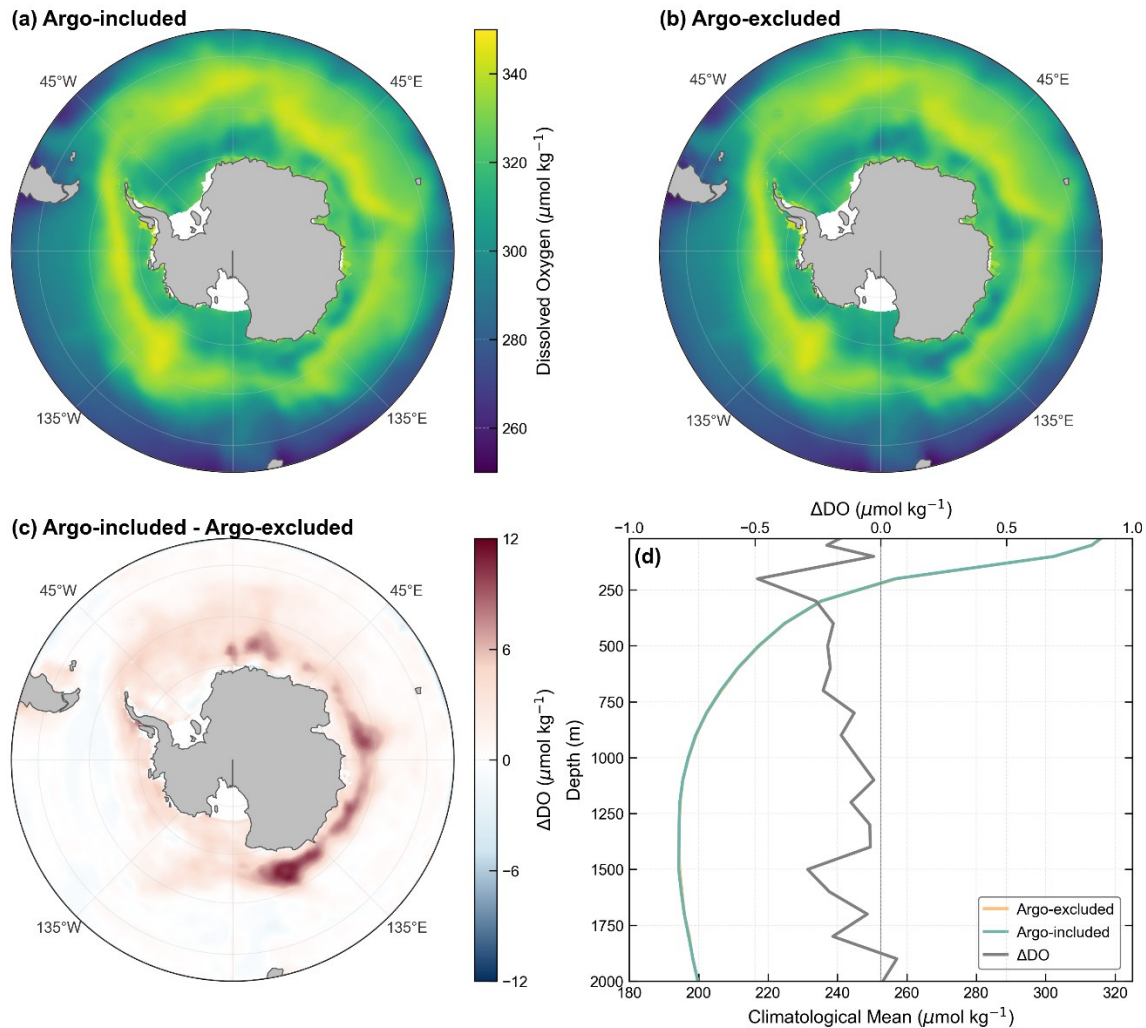 (a) Argo-included
45°W
45°E
135°W
135°E
340
320
300
280
260
Dissolved Oxygen (μmol kg⁻¹)
(b) Argo-excluded
45°W
45°E
135°W
135°E
(c) Argo-included - Argo-excluded
45°W
45°E
135°W
135°E
12
6
0
−6
−12
ΔDO (μmol kg⁻¹)
ΔDO (μmol kg⁻¹)
−1.0 −0.5 0.0 0.5 1.0
(d)
250
500
750
1000
1250
1500
1750
2000
Depth (m)
Argo-excluded
Argo-included
ΔDO
180 200 220 240 260 280 300 320
Climatological Mean (μmol kg⁻¹)